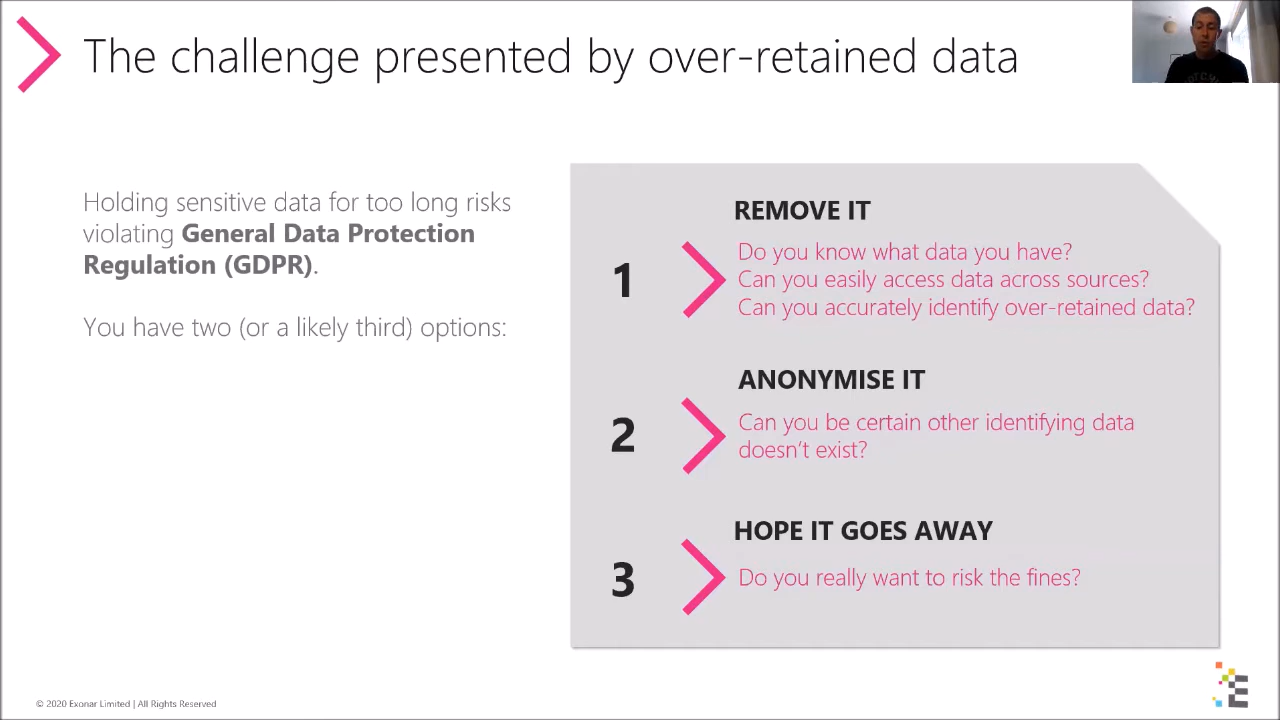 The challenge presented by over-retained data
Holding sensitive data for too long risks
violating General Data Protection
Regulation (GDPR).
You have two (or a likely third) options:
REMOVE IT
1
Do you know what data you have?
Can you easily access data across sources?
Can you accurately identify over-retained data?
ANONYMISE IT
2
Can you be certain other identifying data
doesn’t exist?
HOPE IT GOES AWAY
3
Do you really want to risk the fines?
© 2020 Exonar Limited | All Rights Reserved
E